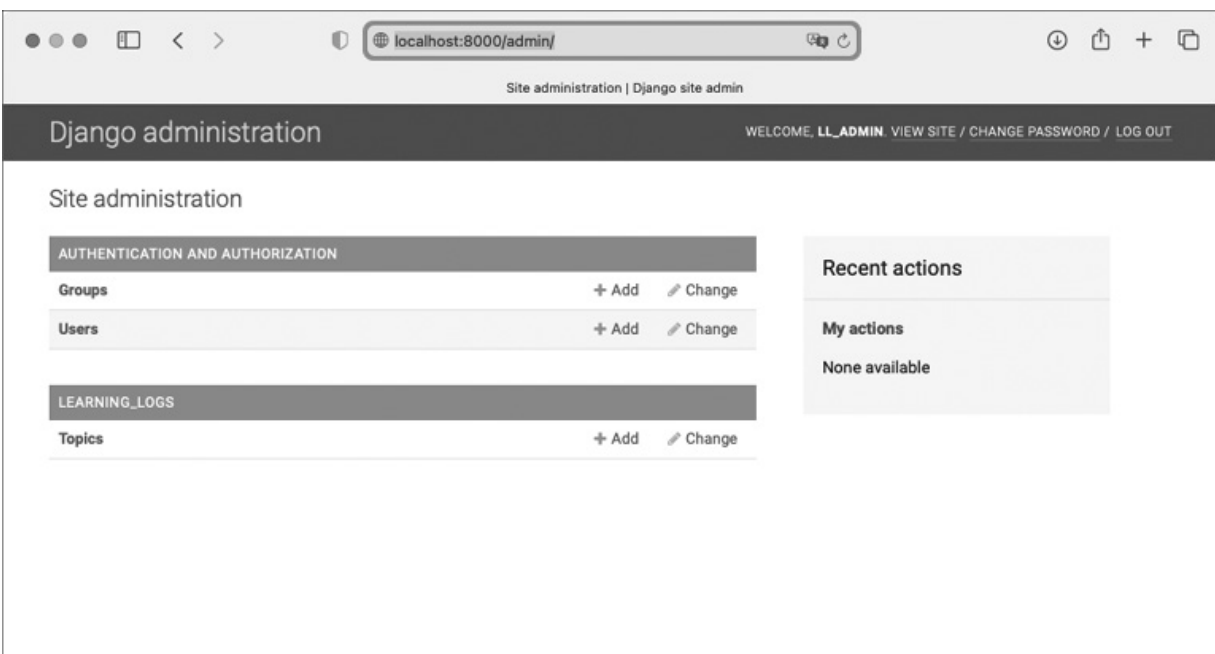 localhost:8000/admin/
Site administration | Django site admin
Django administration
WELCOME, LL_ADMIN. VIEW SITE / CHANGE PASSWORD / LOG OUT
Site administration
AUTHENTICATION AND AUTHORIZATION
Groups + Add Change
Users + Add Change
LEARNING_LOGS
Topics + Add Change
Recent actions
My actions
None available